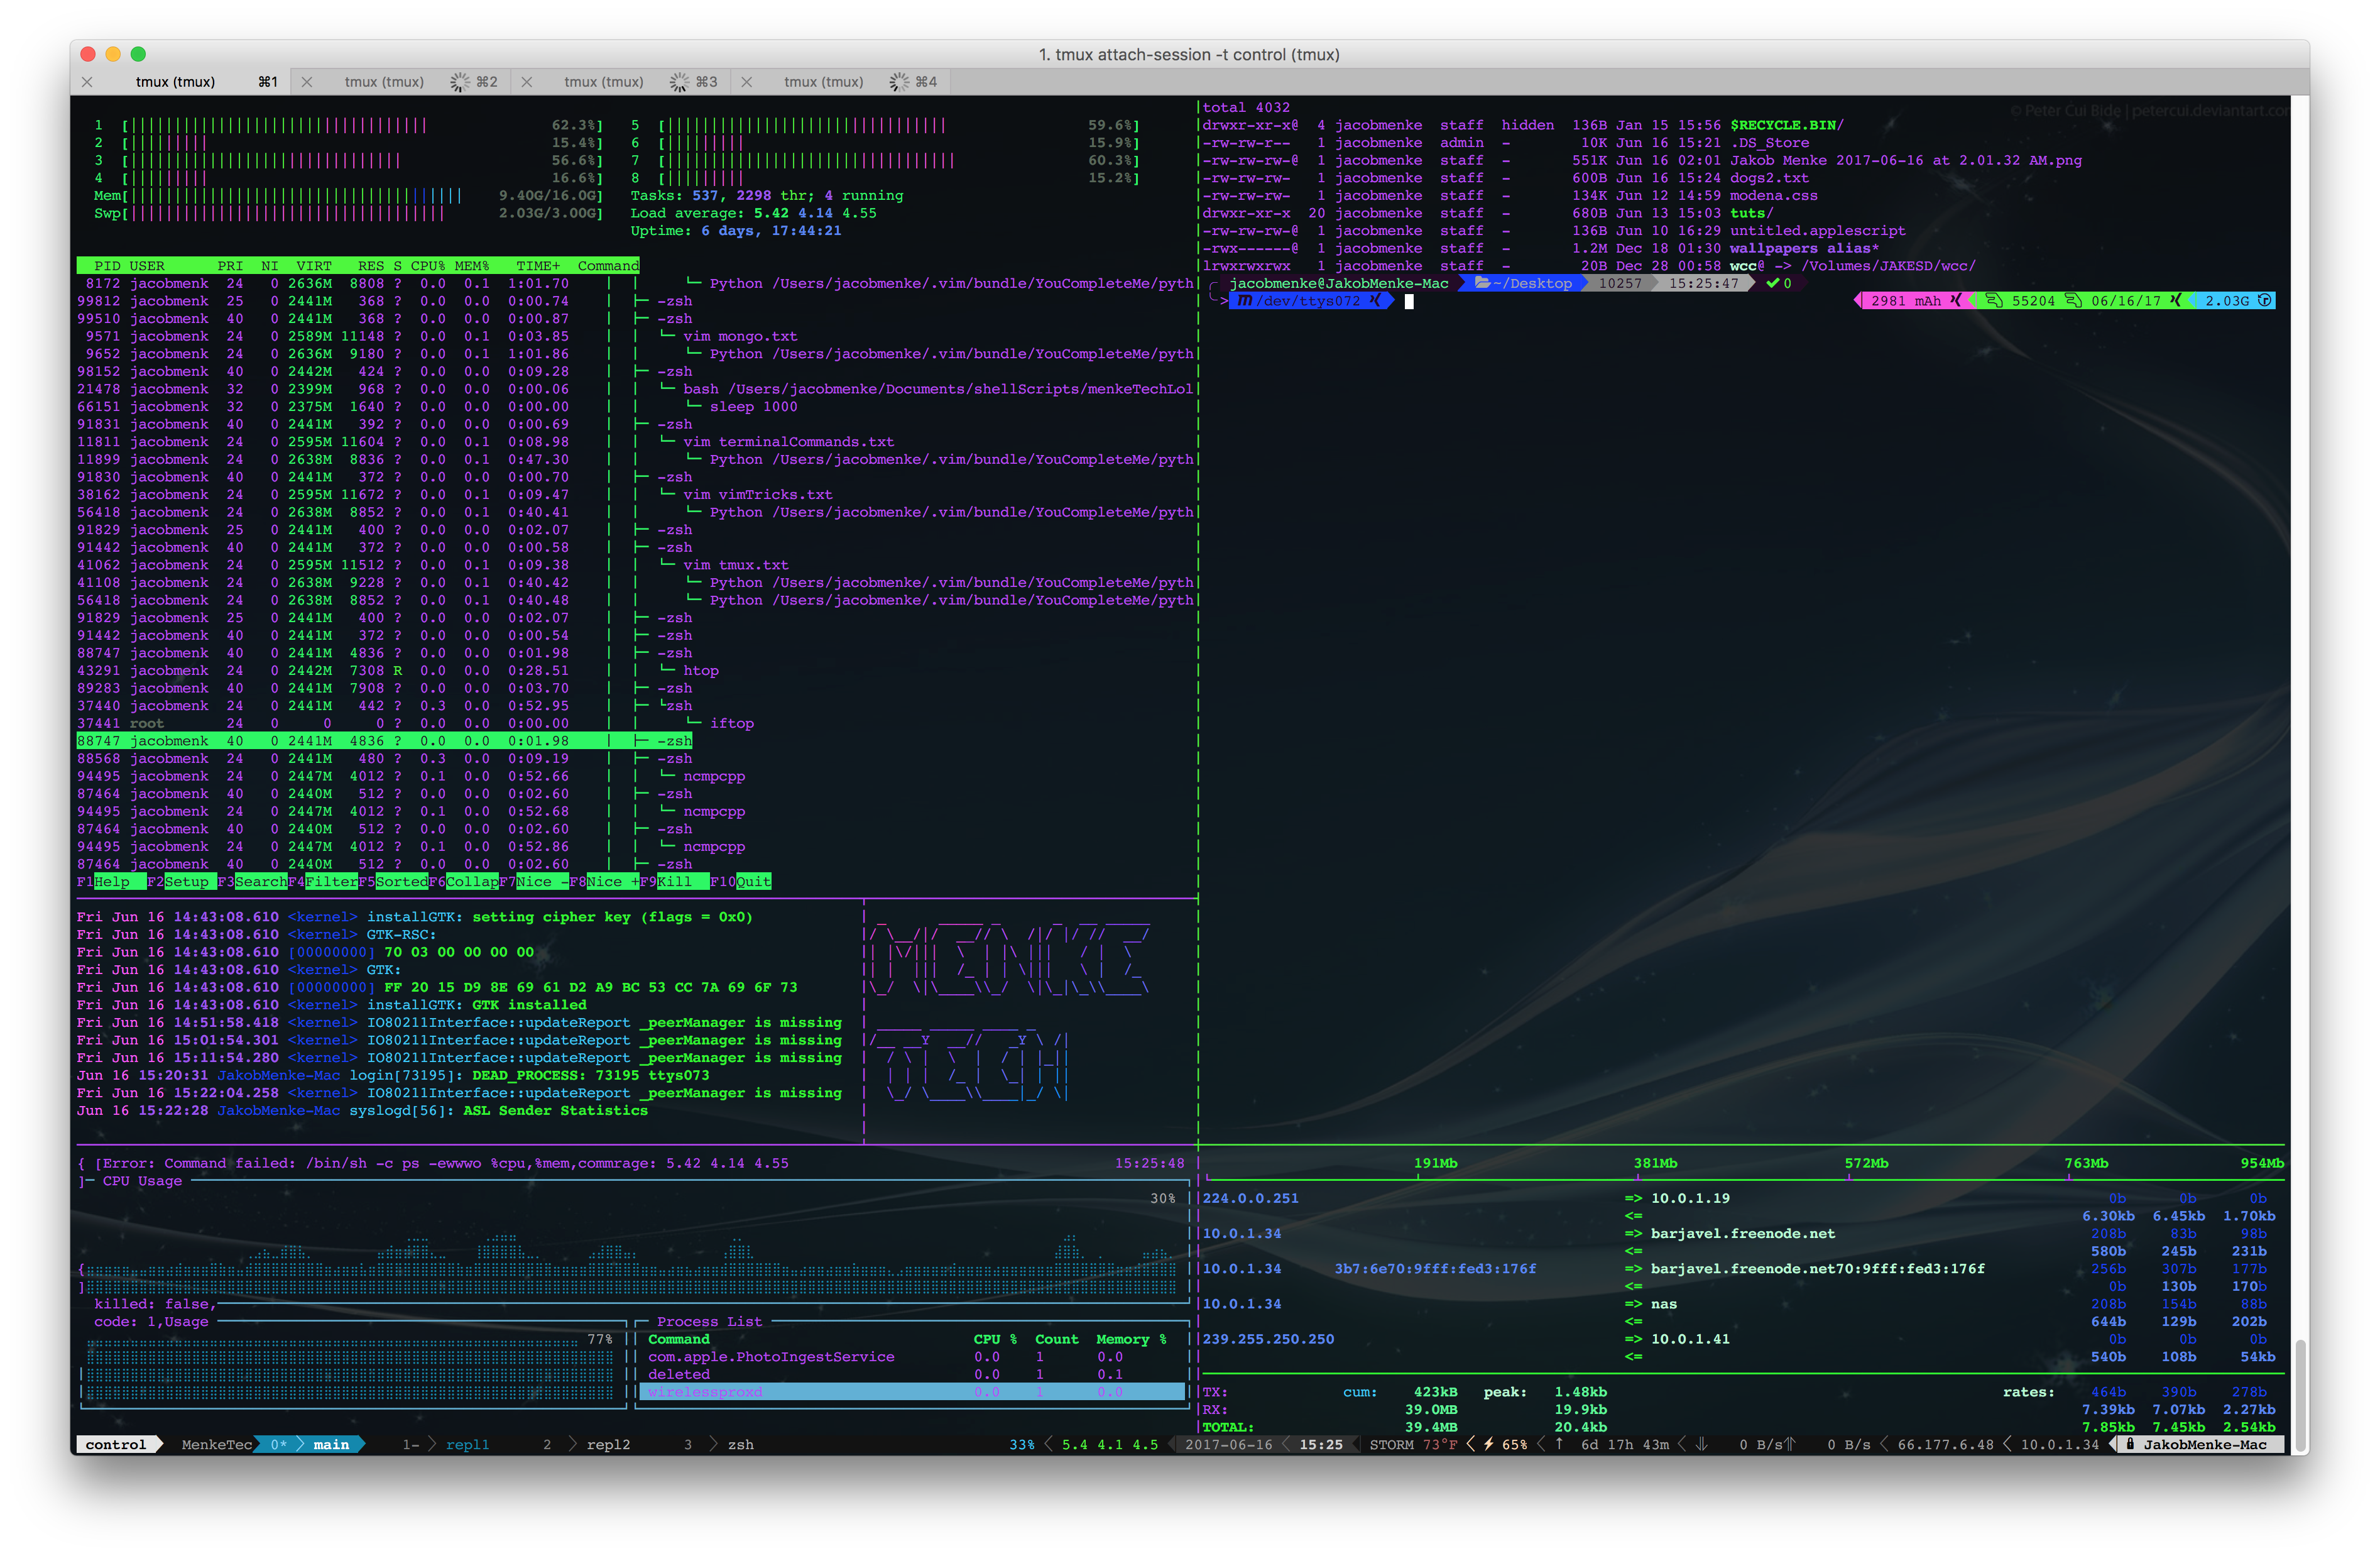 1. tmux attach-session -t control (tmux)
tmux (tmux) ⌘1 tmux (tmux) ⌘2 tmux (tmux) ⌘3 tmux (tmux) ⌘4
1 [ 62.3%] 5 [ 59.6%]
2 [ 15.4%] 6 [ 15.9%]
3 [ 56.6%] 7 [ 60.3%]
4 [ 16.6%] 8 [ 15.2%]
Mem[ 9.40G/16.0G] Tasks: 537, 2298 thr; 4 running
Swp[ 2.03G/3.00G] Load average: 5.42 4.14 4.55
Uptime: 6 days, 17:44:21
PID USER PRI NI VIRT RES S CPU% MEM% TIME+ Command
8172 jacobmenk 24 0 2636M 8808 ? 0.0 0.1 1:01.70 Python /Users/jacobmenke/.vim/bundle/YouCompleteMe/pyth
99812 jacobmenk 25 0 2441M 368 ? 0.0 0.0 0:00.74 -zsh
99510 jacobmenk 40 0 2441M 368 ? 0.0 0.0 0:00.87 -zsh
9571 jacobmenk 24 0 2589M 11148 ? 0.0 0.1 0:03.85 vim mongo.txt
9652 jacobmenk 24 0 2636M 9180 ? 0.0 0.1 1:01.86 Python /Users/jacobmenke/.vim/bundle/YouCompleteMe/pyth
98152 jacobmenk 40 0 2442M 424 ? 0.0 0.0 0:09.28 -zsh
21478 jacobmenk 32 0 2399M 968 ? 0.0 0.0 0:00.06 bash /Users/jacobmenke/Documents/shellScripts/menkeTechLol
66151 jacobmenk 32 0 2375M 1640 ? 0.0 0.0 0:00.00 sleep 1000
91831 jacobmenk 40 0 2441M 392 ? 0.0 0.0 0:00.69 -zsh
11811 jacobmenk 24 0 2595M 11604 ? 0.0 0.1 0:08.98 vim terminalCommands.txt
11899 jacobmenk 24 0 2638M 8836 ? 0.0 0.1 0:47.30 Python /Users/jacobmenke/.vim/bundle/YouCompleteMe/pyth
91830 jacobmenk 40 0 2441M 372 ? 0.0 0.0 0:00.70 -zsh
38162 jacobmenk 24 0 2595M 11672 ? 0.0 0.1 0:09.47 vim vimTricks.txt
56418 jacobmenk 24 0 2638M 8852 ? 0.0 0.1 0:40.41 Python /Users/jacobmenke/.vim/bundle/YouCompleteMe/pyth
91829 jacobmenk 25 0 2441M 400 ? 0.0 0.0 0:02.07 -zsh
91442 jacobmenk 40 0 2441M 372 ? 0.0 0.0 0:00.58 -zsh
41062 jacobmenk 24 0 2595M 11512 ? 0.0 0.1 0:09.38 vim tmux.txt
41108 jacobmenk 24 0 2638M 9228 ? 0.0 0.1 0:40.42 Python /Users/jacobmenke/.vim/bundle/YouCompleteMe/pyth
56418 jacobmenk 24 0 2638M 8852 ? 0.0 0.1 0:40.48 Python /Users/jacobmenke/.vim/bundle/YouCompleteMe/pyth
91829 jacobmenk 25 0 2441M 400 ? 0.0 0.0 0:02.07 -zsh
91442 jacobmenk 40 0 2441M 372 ? 0.0 0.0 0:00.54 -zsh
88747 jacobmenk 40 0 2441M 4836 ? 0.0 0.0 0:01.98 -zsh
43291 jacobmenk 24 0 2442M 7308 R 0.0 0.0 0:28.51 htop
89283 jacobmenk 40 0 2441M 7908 ? 0.0 0.0 0:03.70 -zsh
37440 jacobmenk 24 0 2441M 442 ? 0.3 0.0 0:52.95 -zsh
37441 root 24 0 0 0 ? 0.0 0.0 0:00.00 iftop
88747 jacobmenk 40 0 2441M 4836 ? 0.0 0.0 0:01.98 -zsh
88568 jacobmenk 24 0 2441M 480 ? 0.3 0.0 0:09.19 -zsh
94495 jacobmenk 24 0 2447M 4012 ? 0.1 0.0 0:52.66 ncmpcpp
87464 jacobmenk 40 0 2440M 512 ? 0.0 0.0 0:02.60 -zsh
94495 jacobmenk 24 0 2447M 4012 ? 0.1 0.0 0:52.68 ncmpcpp
87464 jacobmenk 40 0 2440M 512 ? 0.0 0.0 0:02.60 -zsh
94495 jacobmenk 24 0 2447M 4012 ? 0.1 0.0 0:52.86 ncmpcpp
87464 jacobmenk 40 0 2440M 512 ? 0.0 0.0 0:02.60 -zsh
F1Help F2Setup F3Search F4Filter F5Sorted F6Collap F7Nice - F8Nice + F9Kill F10Quit
total 4032
© Peter Cui Bide | petercui.deviantart.com
drwxr-xr-x@ 4 jacobmenke staff hidden 136B Jan 15 15:56 $RECYCLE.BIN/
-rw-rw-r-- 1 jacobmenke admin - 10K Jun 16 15:21 .DS_Store
-rw-rw-rw-@ 1 jacobmenke staff - 551K Jun 16 02:01 Jakob Menke 2017-06-16 at 2.01.32 AM.png
-rw-rw-rw- 1 jacobmenke staff - 600B Jun 16 15:24 dogs2.txt
-rw-rw-rw- 1 jacobmenke staff - 134K Jun 12 14:59 modena.css
drwxr-xr-x 20 jacobmenke staff - 680B Jun 13 15:03 tuts/
-rw-rw-rw-@ 1 jacobmenke staff - 136B Jun 10 16:29 untitled.applescript
-rwx------@ 1 jacobmenke staff - 1.2M Dec 18 01:30 wallpapers alias*
lrwxrwxrwx 1 jacobmenke staff - 20B Dec 28 00:58 wcc@ -> /Volumes/JAKESD/wcc/
jacobmenke@JakobMenke-Mac ~/Desktop 10257 15:25:47 ✔0
> m /dev/ttys072 2981 mAh 55204 06/16/17 2.03G
Fri Jun 16 14:43:08.610 <kernel> installGTK: setting cipher key (flags = 0x0)
Fri Jun 16 14:43:08.610 <kernel> GTK-RSC:
Fri Jun 16 14:43:08.610 [00000000] 70 03 00 00 00 00
Fri Jun 16 14:43:08.610 <kernel> GTK:
Fri Jun 16 14:43:08.610 [00000000] FF 20 15 D9 8E 69 61 D2 A9 BC 53 CC 7A 69 6F 73
Fri Jun 16 14:43:08.610 <kernel> installGTK: GTK installed
Fri Jun 16 14:51:58.418 <kernel> IO80211Interface::updateReport _peerManager is missing
Fri Jun 16 15:01:54.301 <kernel> IO80211Interface::updateReport _peerManager is missing
Fri Jun 16 15:11:54.280 <kernel> IO80211Interface::updateReport _peerManager is missing
Jun 16 15:20:31 JakobMenke-Mac login[73195]: DEAD_PROCESS: 73195 ttys073
Fri Jun 16 15:22:04.258 <kernel> IO80211Interface::updateReport _peerManager is missing
Jun 16 15:22:28 JakobMenke-Mac syslogd[56]: ASL Sender Statistics
MENKE
TECH
{ [Error: Command failed: /bin/sh -c ps -ewwwo %cpu,%mem,commrage: 5.42 4.14 4.55 15:25:48
]─ CPU Usage
30%
{
]
killed: false,
code: 1,Usage
77%
Process List
Command CPU % Count Memory %
com.apple.PhotoIngestService 0.0 1 0.0
deleted 0.0 1 0.1
wirelessproxd 0.0 1 0.0
191Mb 381Mb 572Mb 763Mb 954Mb
224.0.0.251 => 10.0.1.19 0b 0b 0b
<= 6.30kb 6.45kb 1.70kb
10.0.1.34 => barjavel.freenode.net 208b 83b 98b
<= 580b 245b 231b
10.0.1.34 3b7:6e70:9fff:fed3:176f => barjavel.freenode.net70:9fff:fed3:176f 256b 307b 177b
<= 0b 130b 170b
10.0.1.34 => nas 208b 154b 88b
<= 644b 129b 202b
239.255.250.250 => 10.0.1.41 0b 0b 0b
<= 540b 108b 54kb
TX: cum: 423kB peak: 1.48kb rates: 464b 390b 278b
RX: 39.0MB 19.9kb 7.39kb 7.07kb 2.27kb
TOTAL: 39.4MB 20.4kb 7.85kb 7.45kb 2.54kb
control MenkeTec 0* main 1- repl1 2 repl2 3 zsh 33% 5.4 4.1 4.5 2017-06-16 15:25 STORM 73°F ⚡ 65% ↑ 6d 17h 43m ⇓ 0 B/s⇑ 0 B/s 66.177.6.48 10.0.1.34 JakobMenke-Mac